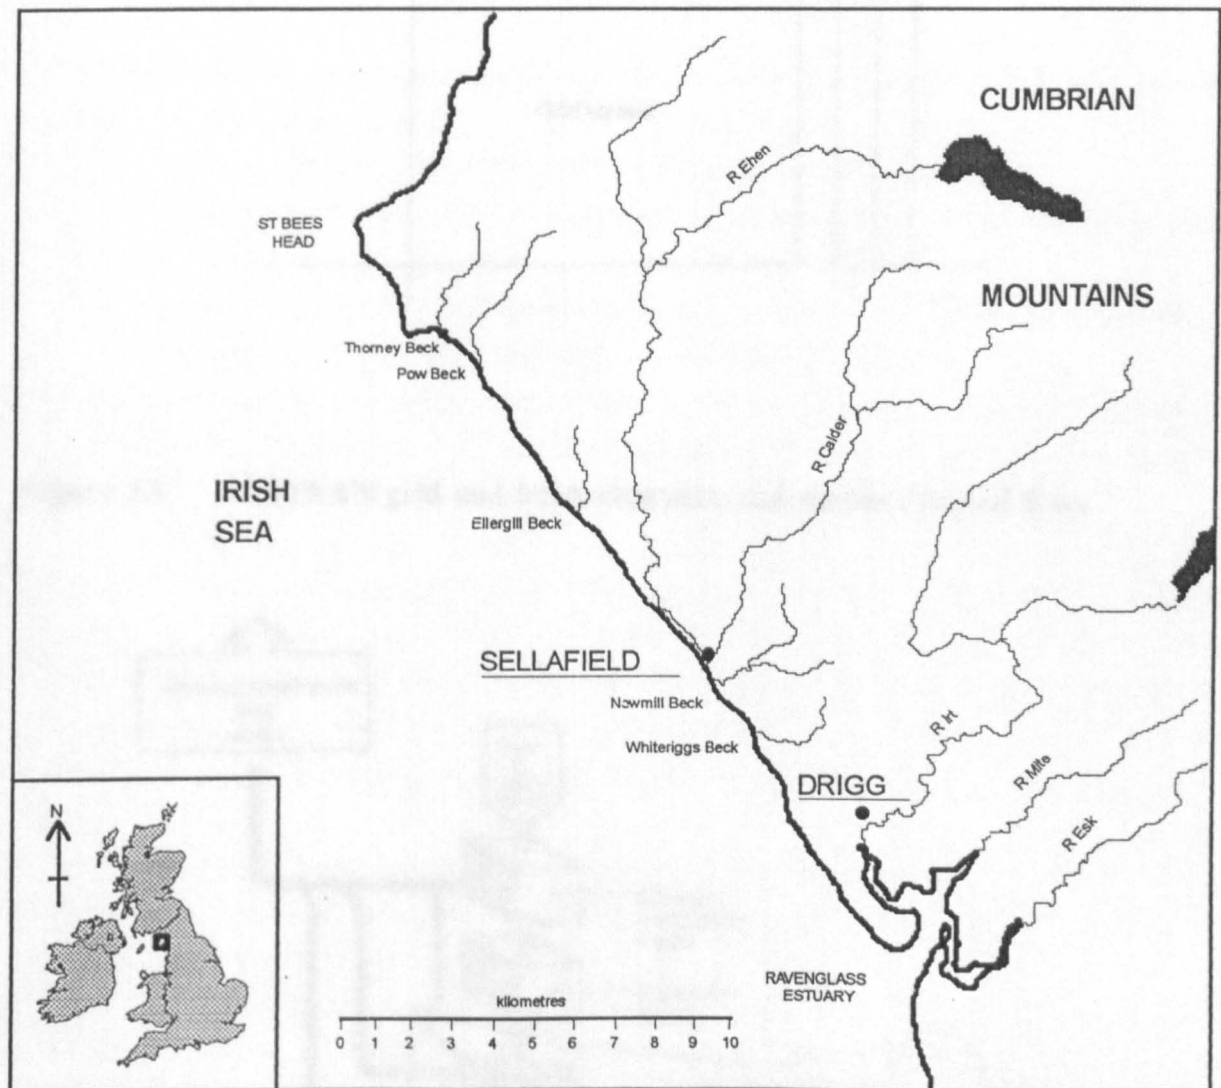 CUMBRIAN
R Ehen
ST BEES
HEAD
MOUNTAINS
Thorney Beck
Pow Beck
R Calder
IRISH
SEA
Ellergill Beck
SELLAFIELD
Newmill Beck
R Irt
Whiteriggs Beck
R Mite
DRIGG
R Esk
N
RAVENGLASS
ESTUARY
kilometres
0 1 2 3 4 5 6 7 8 9 10